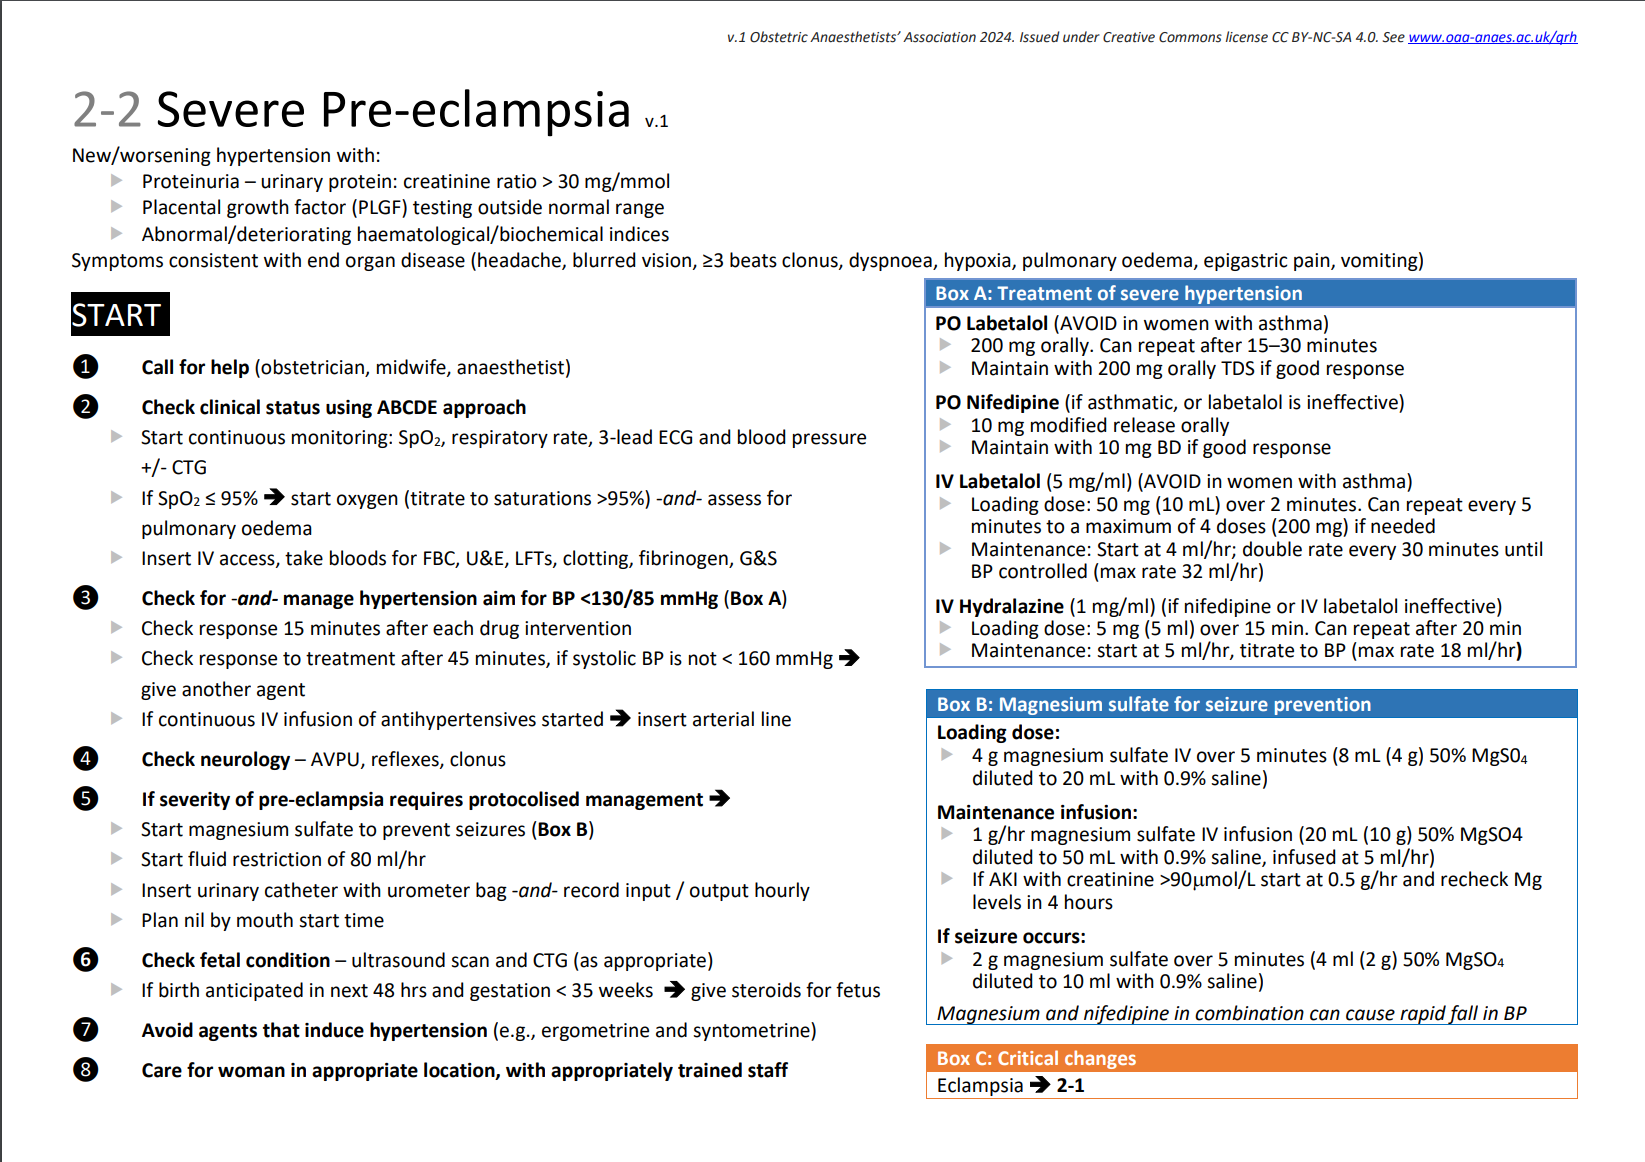 v.1 Obstetric Anaesthetists’ Association 2024. Issued under Creative Commons license CC BY-NC-SA 4.0. See www.oaa-anaes.ac.uk/qrh
2-2 Severe Pre-eclampsia v.1
New/worsening hypertension with:
Proteinuria – urinary protein: creatinine ratio > 30 mg/mmol
Placental growth factor (PLGF) testing outside normal range
Abnormal/deteriorating haematological/biochemical indices
Symptoms consistent with end organ disease (headache, blurred vision, ≥3 beats clonus, dyspnoea, hypoxia, pulmonary oedema, epigastric pain, vomiting)
START
1 Call for help (obstetrician, midwife, anaesthetist)
2 Check clinical status using ABCDE approach
Start continuous monitoring: SpO₂, respiratory rate, 3-lead ECG and blood pressure
+/- CTG
If SpO₂ ≤ 95% 🡺 start oxygen (titrate to saturations >95%) -and- assess for
pulmonary oedema
Insert IV access, take bloods for FBC, U&E, LFTs, clotting, fibrinogen, G&S
3 Check for -and- manage hypertension aim for BP <130/85 mmHg (Box A)
Check response 15 minutes after each drug intervention
Check response to treatment after 45 minutes, if systolic BP is not < 160 mmHg 🡺
give another agent
If continuous IV infusion of antihypertensives started 🡺 insert arterial line
4 Check neurology – AVPU, reflexes, clonus
5 If severity of pre-eclampsia requires protocolised management 🡺
Start magnesium sulfate to prevent seizures (Box B)
Start fluid restriction of 80 ml/hr
Insert urinary catheter with urometer bag -and- record input / output hourly
Plan nil by mouth start time
6 Check fetal condition – ultrasound scan and CTG (as appropriate)
If birth anticipated in next 48 hrs and gestation < 35 weeks 🡺 give steroids for fetus
7 Avoid agents that induce hypertension (e.g., ergometrine and syntometrine)
8 Care for woman in appropriate location, with appropriately trained staff
Box A: Treatment of severe hypertension
PO Labetalol (AVOID in women with asthma)
200 mg orally. Can repeat after 15–30 minutes
Maintain with 200 mg orally TDS if good response
PO Nifedipine (if asthmatic, or labetalol is ineffective)
10 mg modified release orally
Maintain with 10 mg BD if good response
IV Labetalol (5 mg/ml) (AVOID in women with asthma)
Loading dose: 50 mg (10 mL) over 2 minutes. Can repeat every 5
minutes to a maximum of 4 doses (200 mg) if needed
Maintenance: Start at 4 ml/hr; double rate every 30 minutes until
BP controlled (max rate 32 ml/hr)
IV Hydralazine (1 mg/ml) (if nifedipine or IV labetalol ineffective)
Loading dose: 5 mg (5 ml) over 15 min. Can repeat after 20 min
Maintenance: start at 5 ml/hr, titrate to BP (max rate 18 ml/hr)
Box B: Magnesium sulfate for seizure prevention
Loading dose:
4 g magnesium sulfate IV over 5 minutes (8 mL (4 g) 50% MgS0₄
diluted to 20 mL with 0.9% saline)
Maintenance infusion:
1 g/hr magnesium sulfate IV infusion (20 mL (10 g) 50% MgSO4
diluted to 50 mL with 0.9% saline, infused at 5 ml/hr)
If AKI with creatinine >90μmol/L start at 0.5 g/hr and recheck Mg
levels in 4 hours
If seizure occurs:
2 g magnesium sulfate over 5 minutes (4 ml (2 g) 50% MgSO₄
diluted to 10 ml with 0.9% saline)
Magnesium and nifedipine in combination can cause rapid fall in BP
Box C: Critical changes
Eclampsia 🡺 2-1